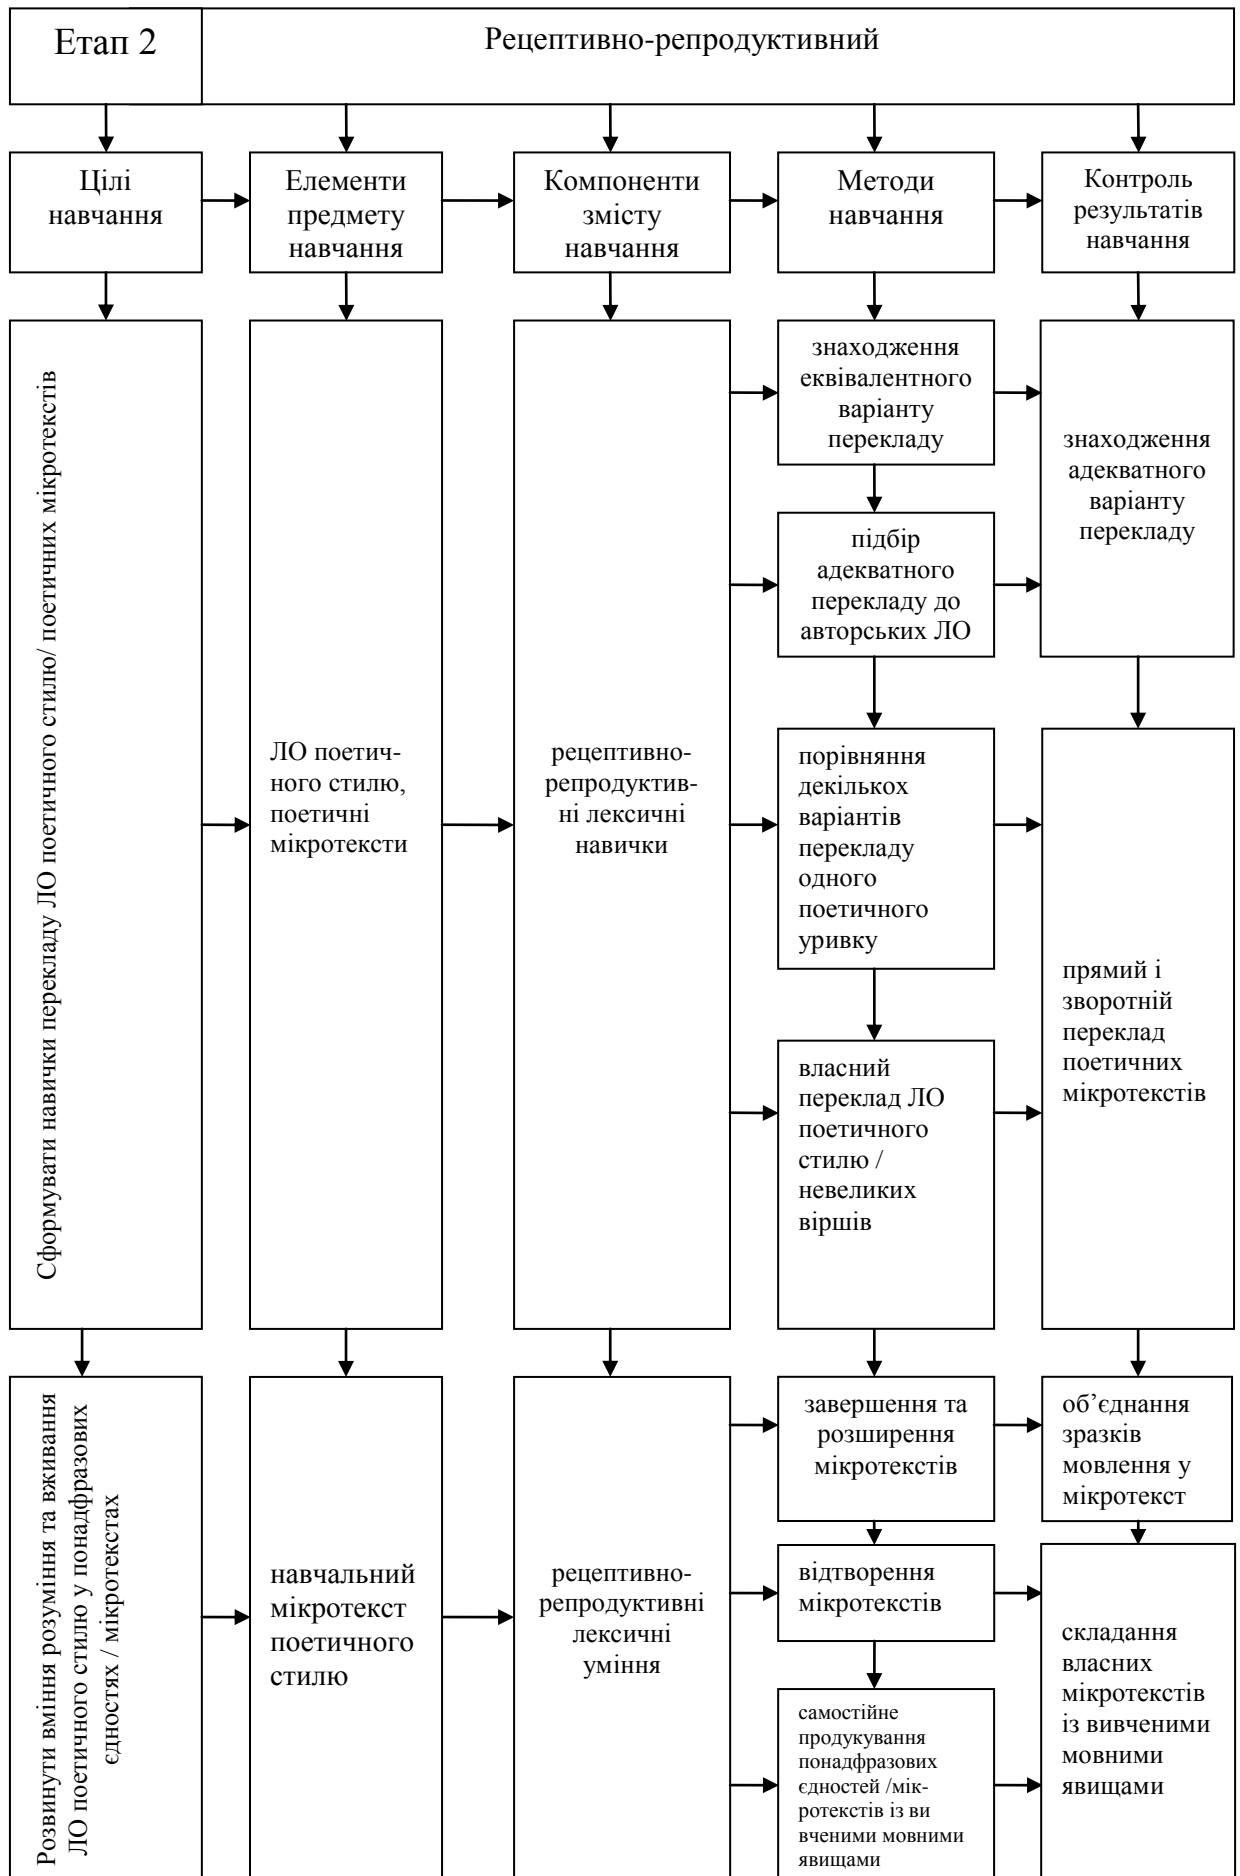 Етап 2
Рецептивно-репродуктивний
Цілі
навчання
Елементи
предмету
навчання
Компоненти
змісту
навчання
Методи
навчання
Контроль
результатів
навчання
Сформувати навички перекладу ЛО поетичного стилю/ поетичних мікротекстів
ЛО поетич-
ного стилю,
поетичні
мікротексти
рецептивно-
репродуктив-
ні лексичні
навички
знаходження
еквівалентного
варіанту
перекладу
підбір
адекватного
перекладу до
авторських ЛО
порівняння
декількох
варіантів
перекладу
одного
поетичного
уривку
власний
переклад ЛО
поетичного
стилю /
невеликих
віршів
знаходження
адекватного
варіанту
перекладу
прямий і
зворотній
переклад
поетичних
мікротекстів
Розвинути вміння розуміння та вживання
ЛО поетичного стилю у понадфразових
єдностях / мікротекстах
навчальний
мікротекст
поетичного
стилю
рецептивно-
репродуктивні
лексичні
уміння
завершення та
розширення
мікротекстів
відтворення
мікротекстів
самостійне
продукування
понадфразових
єдностей /мік-
ротекстів із ви
вченими мовними
явищами
об’єднання
зразків
мовлення у
мікротекст
складання
власних
мікротекстів
із вивченими
мовними
явищами